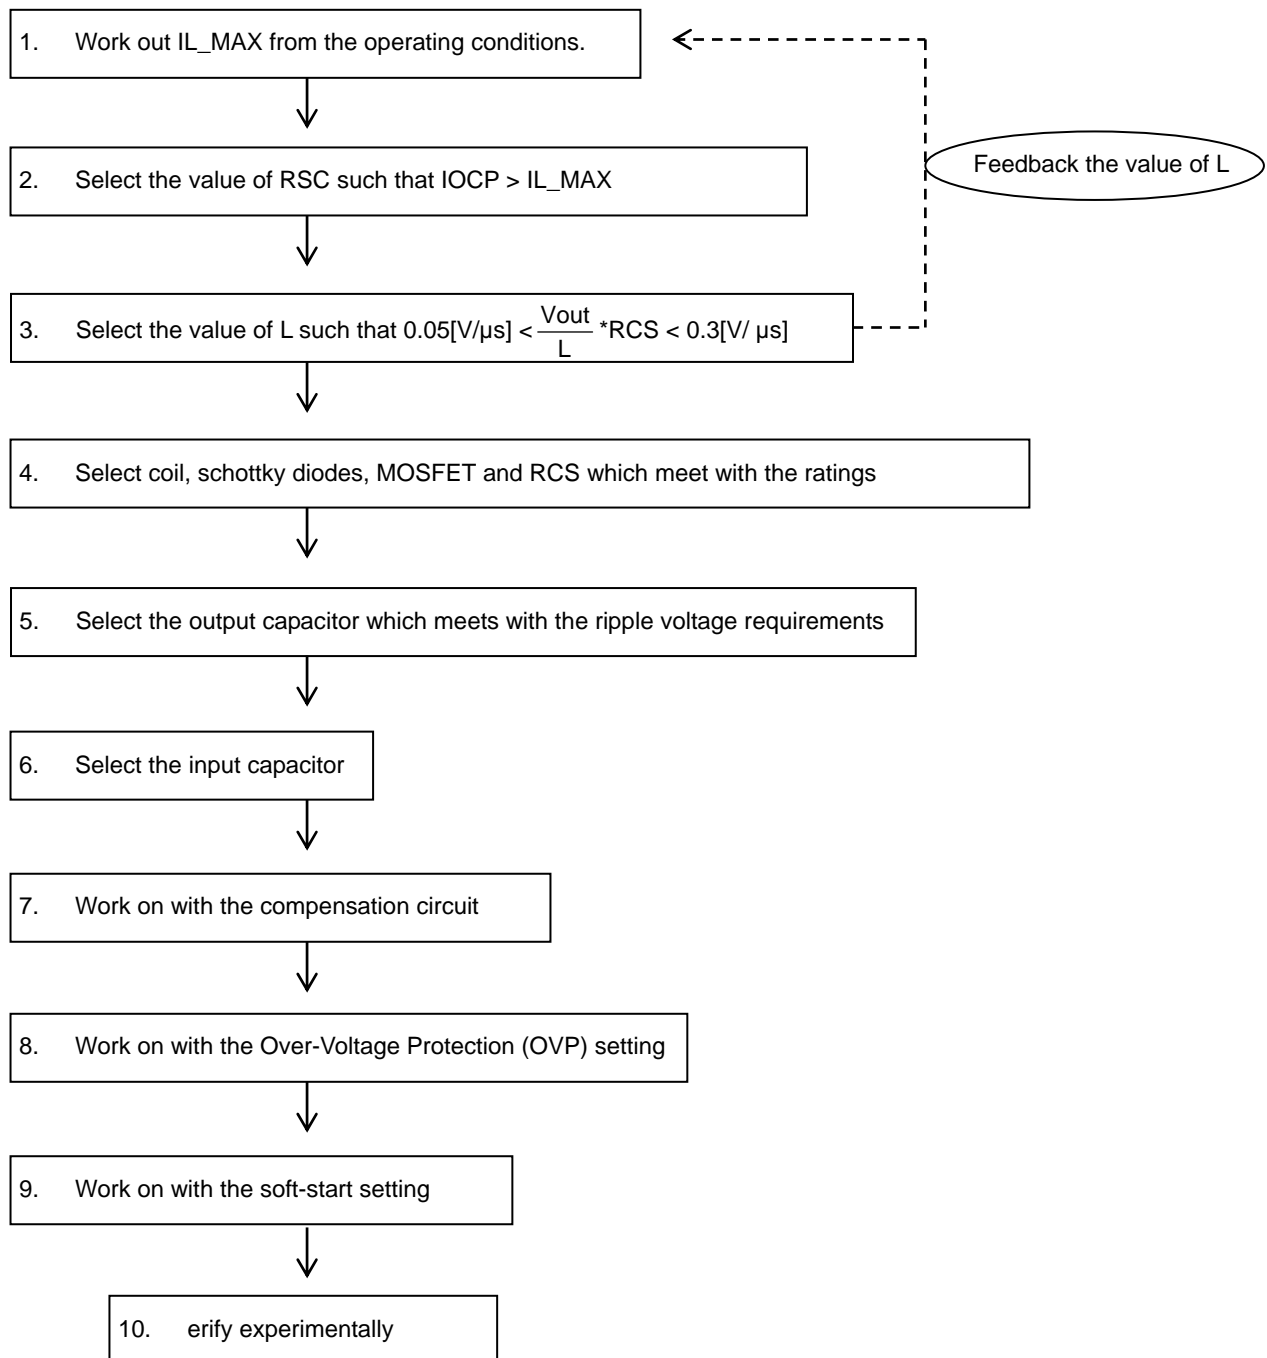 1. Work out IL_MAX from the operating conditions.
2. Select the value of RSC such that IOCP > IL_MAX
Feedback the value of L
3. Select the value of L such that 0.05[V/µs] < Vout/L *RCS < 0.3[V/ µs]
4. Select coil, schottky diodes, MOSFET and RCS which meet with the ratings
5. Select the output capacitor which meets with the ripple voltage requirements
6. Select the input capacitor
7. Work on with the compensation circuit
8. Work on with the Over-Voltage Protection (OVP) setting
9. Work on with the soft-start setting
10. erify experimentally